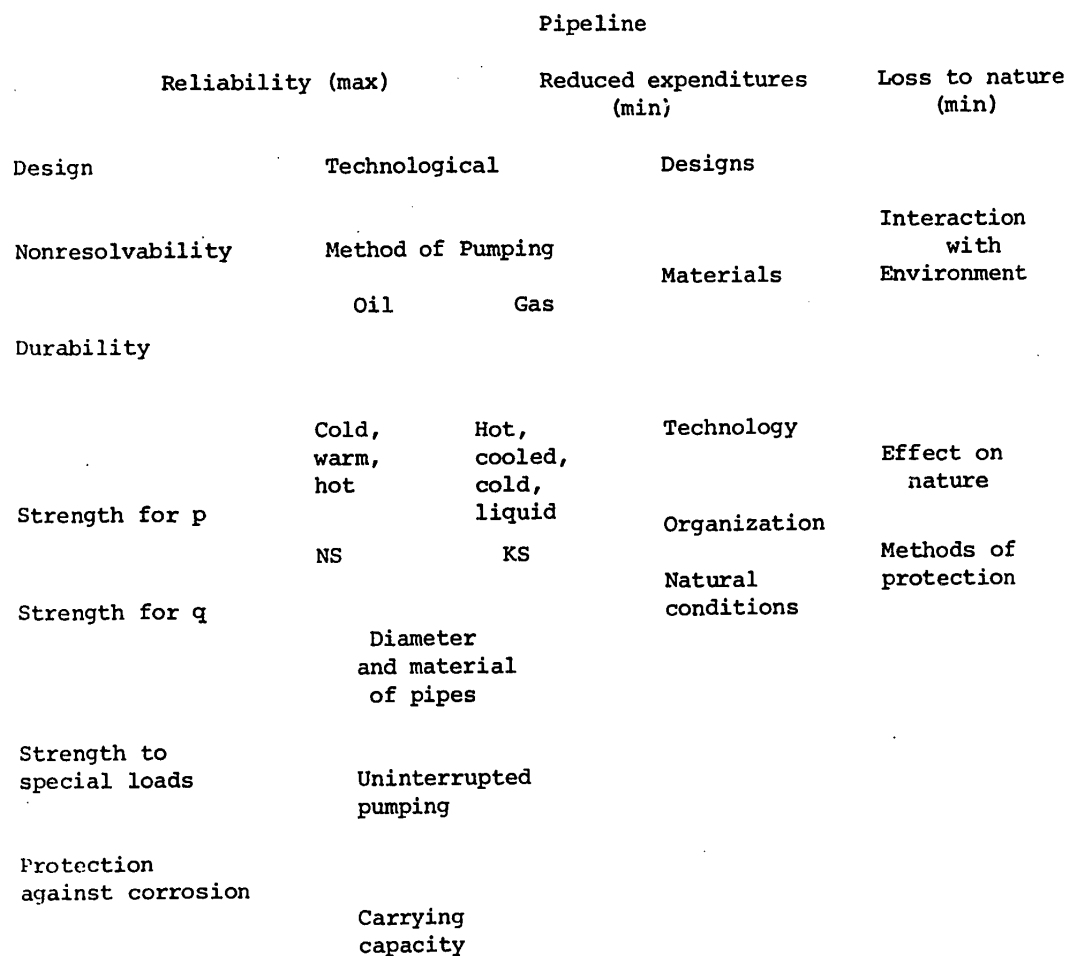 Pipeline
Reliability (max) Reduced expenditures Loss to nature
(min) (min)
Design Technological Designs
Interaction
Nonresolvability Method of Pumping with
Materials Environment
Oil Gas
Durability
Cold, Hot, Technology
warm, cooled, Effect on
hot cold, nature
Strength for p liquid Organization
NS KS Methods of
Natural protection
Strength for q conditions
Diameter
and material
of pipes
Strength to
special loads Uninterrupted
pumping
Protection
against corrosion
Carrying
capacity